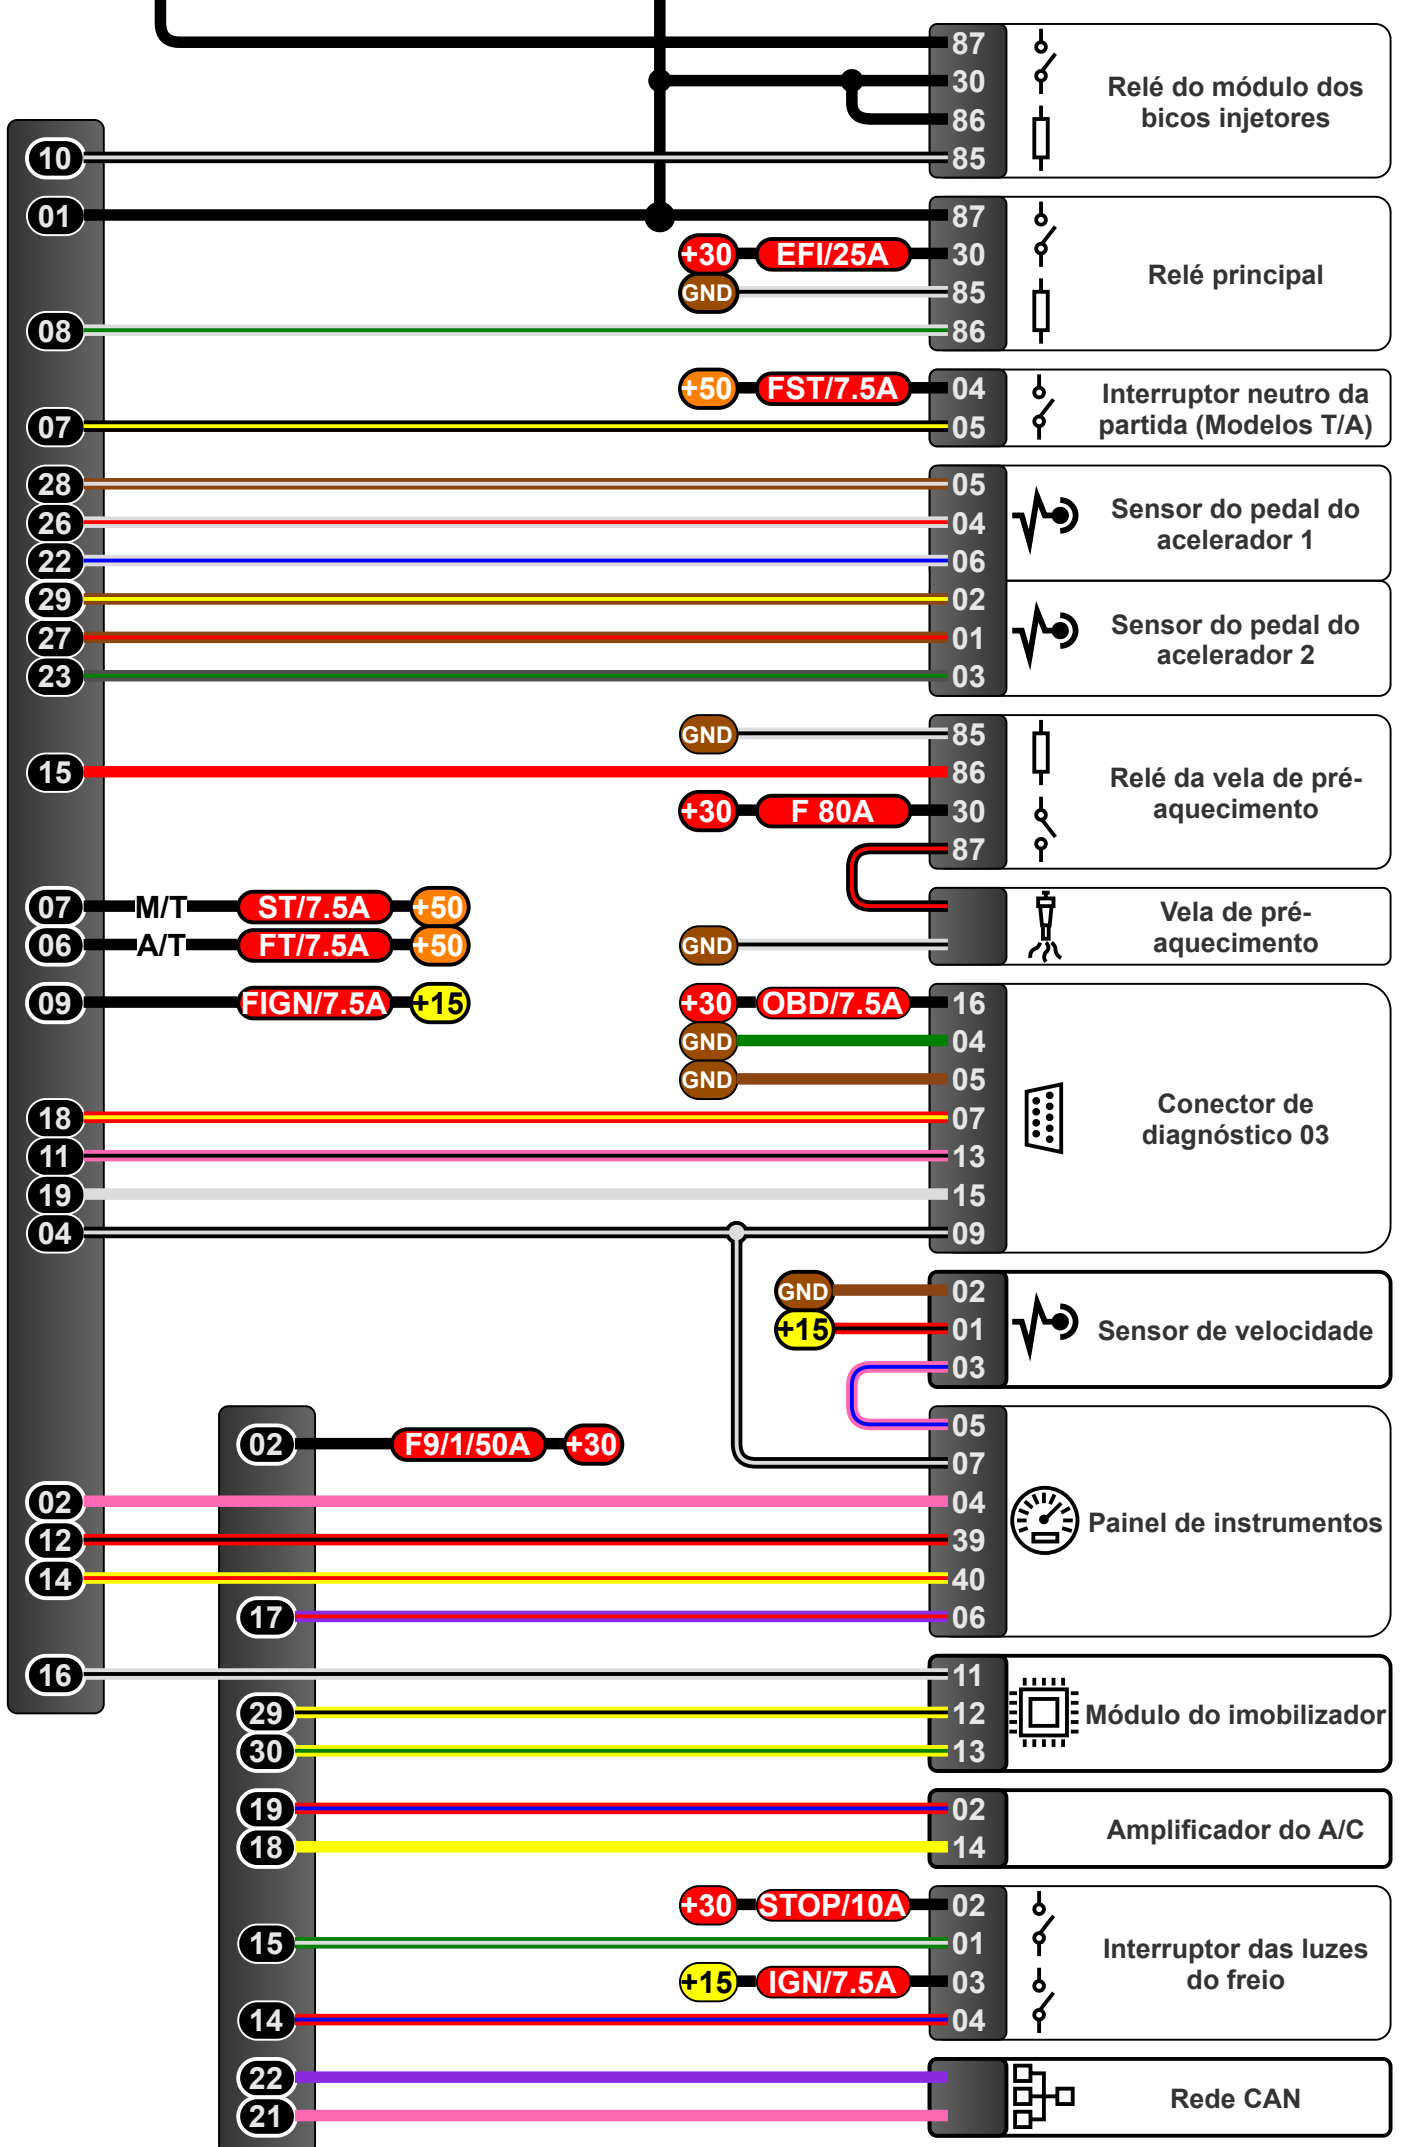 87
30
Relé do módulo dos
bicos injetores
86
10
85
01
87
+30 EFI/25A 30
Relé principal
GND 85
08
86
+50 FST/7.5A 04
Interruptor neutro da
partida (Modelos T/A)
07
05
28
05
Sensor do pedal do
acelerador 1
26
04
22
06
29
02
Sensor do pedal do
acelerador 2
27
01
23
03
GND 85
15
86
Relé da vela de pré-
aquecimento
+30 F 80A 30
87
07 M/T ST/7.5A +50
Vela de pré-
aquecimento
06 A/T FT/7.5A +50
GND
09 FIGN/7.5A +15
+30 OBD/7.5A 16
GND 04
GND 05
Conector de
diagnóstico 03
18
07
11
13
19
15
04
09
GND 02
+15 01
Sensor de velocidade
03
05
02 F9/1/50A +30
07
02
04
Painel de instrumentos
12
39
14
40
17
06
16
11
29
12
Módulo do imobilizador
30
13
19
02
Amplificador do A/C
18
14
+30 STOP/10A 02
15
01
Interruptor das luzes
do freio
+15 IGN/7.5A 03
14
04
22
Rede CAN
21